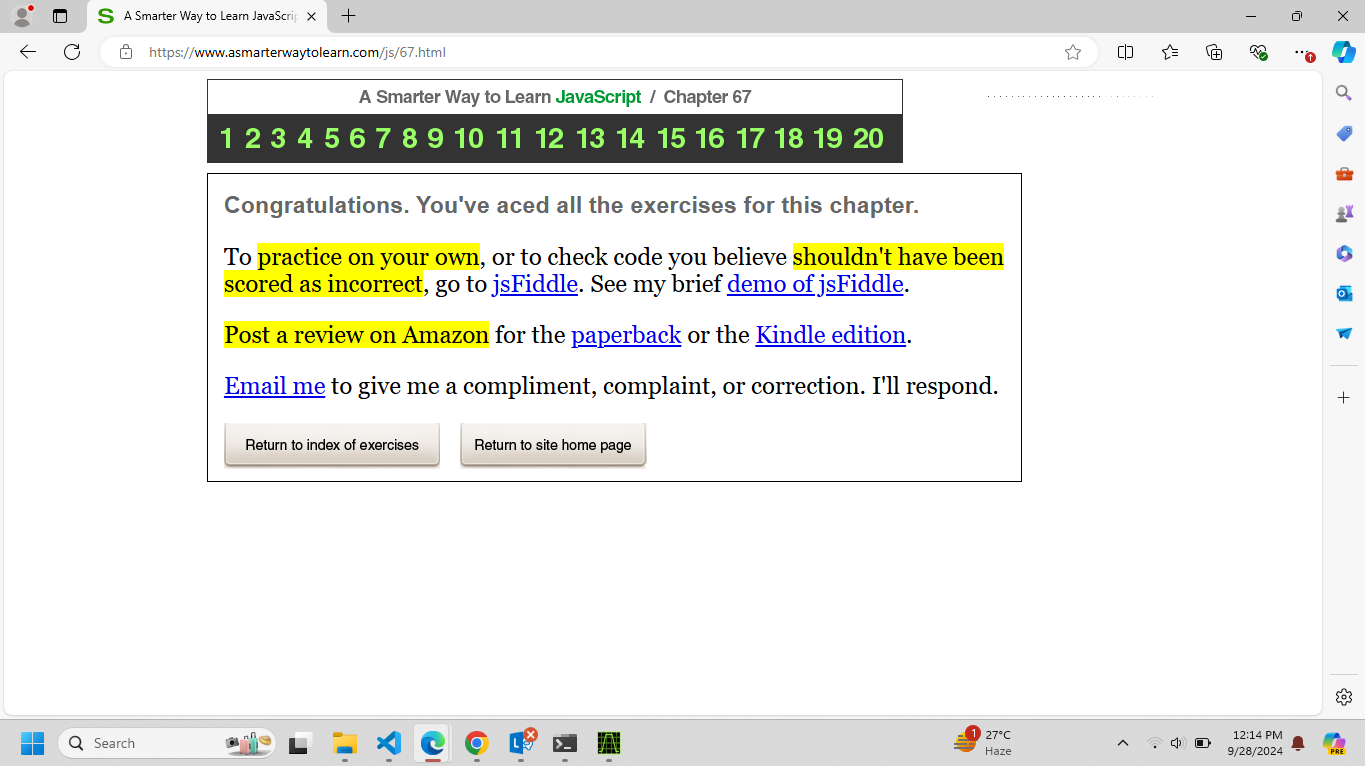 A Smarter Way to Learn JavaScrip
https://www.asmarterwaytolearn.com/js/67.html
A Smarter Way to Learn JavaScript / Chapter 67
1 2 3 4 5 6 7 8 9 10 11 12 13 14 15 16 17 18 19 20
Congratulations. You've aced all the exercises for this chapter.
To practice on your own, or to check code you believe shouldn't have been
scored as incorrect, go to jsFiddle. See my brief demo of jsFiddle.
Post a review on Amazon for the paperback or the Kindle edition.
Email me to give me a compliment, complaint, or correction. I'll respond.
Return to index of exercises Return to site home page
Search
1
27°C
Haze
12:14 PM
9/28/2024
PRE